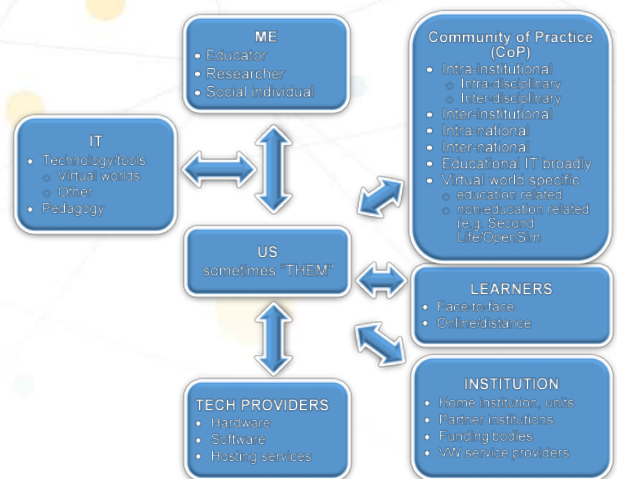 ME
• Educator
• Researcher
• Social individual
IT
• Technology/tools
○ Virtual worlds
○ Other
• Pedagogy
US
sometimes "THEM"
TECH PROVIDERS
• Hardware
• Software
• Hosting services
Community of Practice
(CoP)
• Intra-institutional
○ Intra-disciplinary
○ Inter-disciplinary
• Inter-institutional
• Intra-national
• Inter-national
• Educational IT broadly
• Virtual world specific
○ education related
○ non-education related
(e.g. Second
Life/OpenSim
LEARNERS
• Face-to-face
• Online/distance
INSTITUTION
• Home Institution, units
• Partner institutions
• Funding bodies
• VW service providers